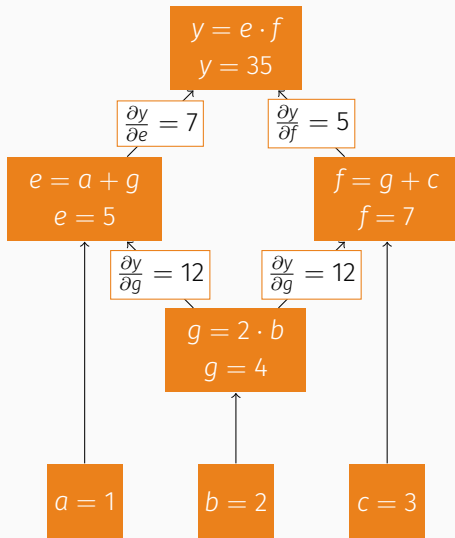 y = e · f
y = 35
∂y/∂e = 7
∂y/∂f = 5
e = a + g
e = 5
f = g + c
f = 7
∂y/∂g = 12
∂y/∂g = 12
g = 2 · b
g = 4
a = 1
b = 2
c = 3